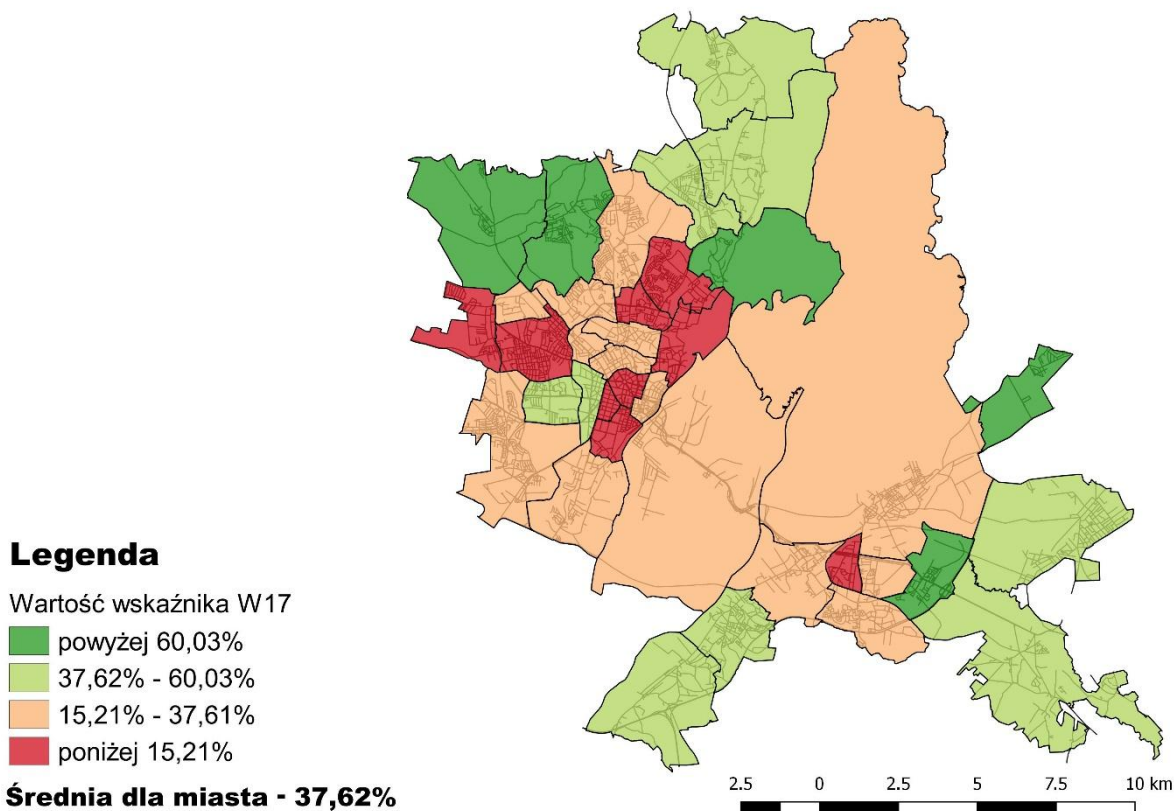 Legenda
Wartość wskaźnika W17
powyżej 60,03%
37,62% - 60,03%
15,21% - 37,61%
poniżej 15,21%
Średnia dla miasta - 37,62%
2.5 0 2.5 5 7.5 10 km